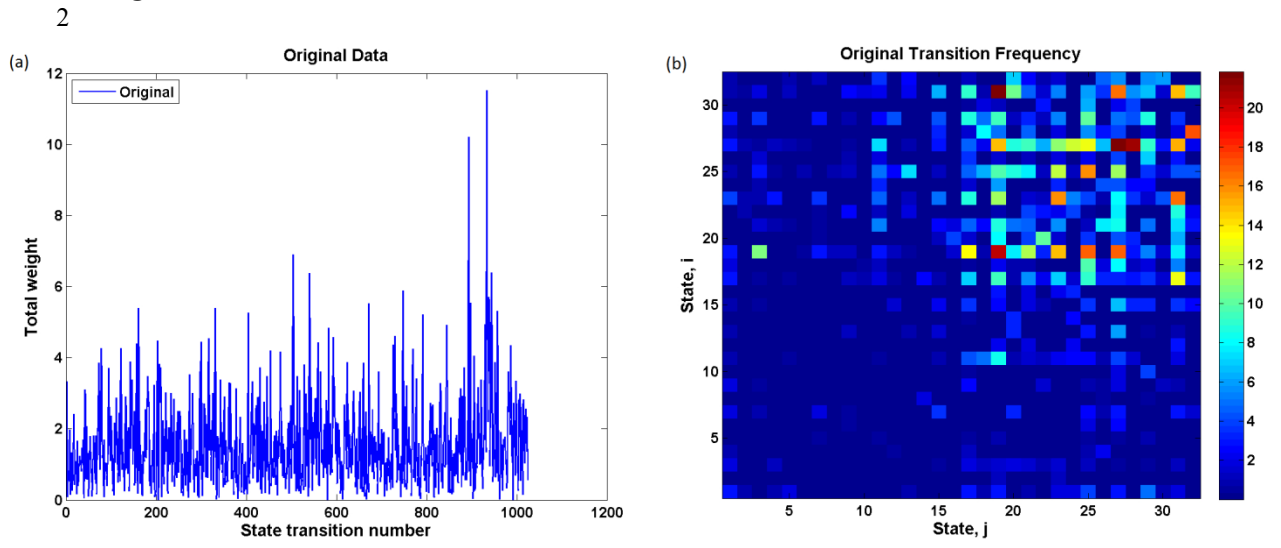 2
(a)
Original Data
Original
Total weight
12
10
8
6
4
2
0
0 200 400 600 800 1000 1200
State transition number
(b)
Original Transition Frequency
State, i
30
25
20
15
10
5
5 10 15 20 25 30
State, j
20
18
16
14
12
10
8
6
4
2